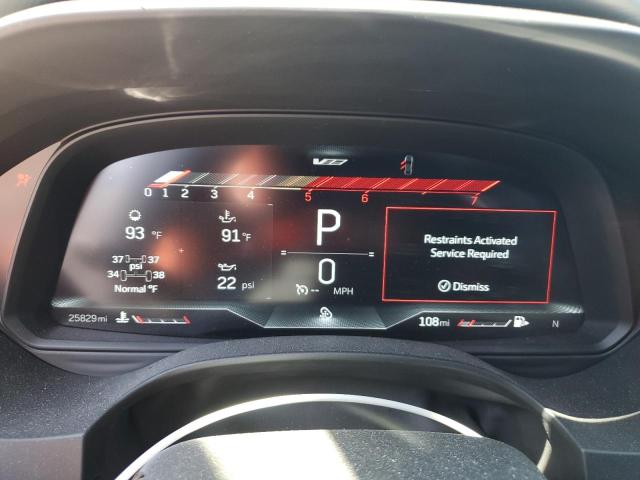 0 1 2 3 4 5 6 7
93 °F
91 °F
P
Restraints Activated
Service Required
37 37
psi
34 38
Normal °F
22 psi
0
-- MPH
Dismiss
25829 mi
108 mi
N